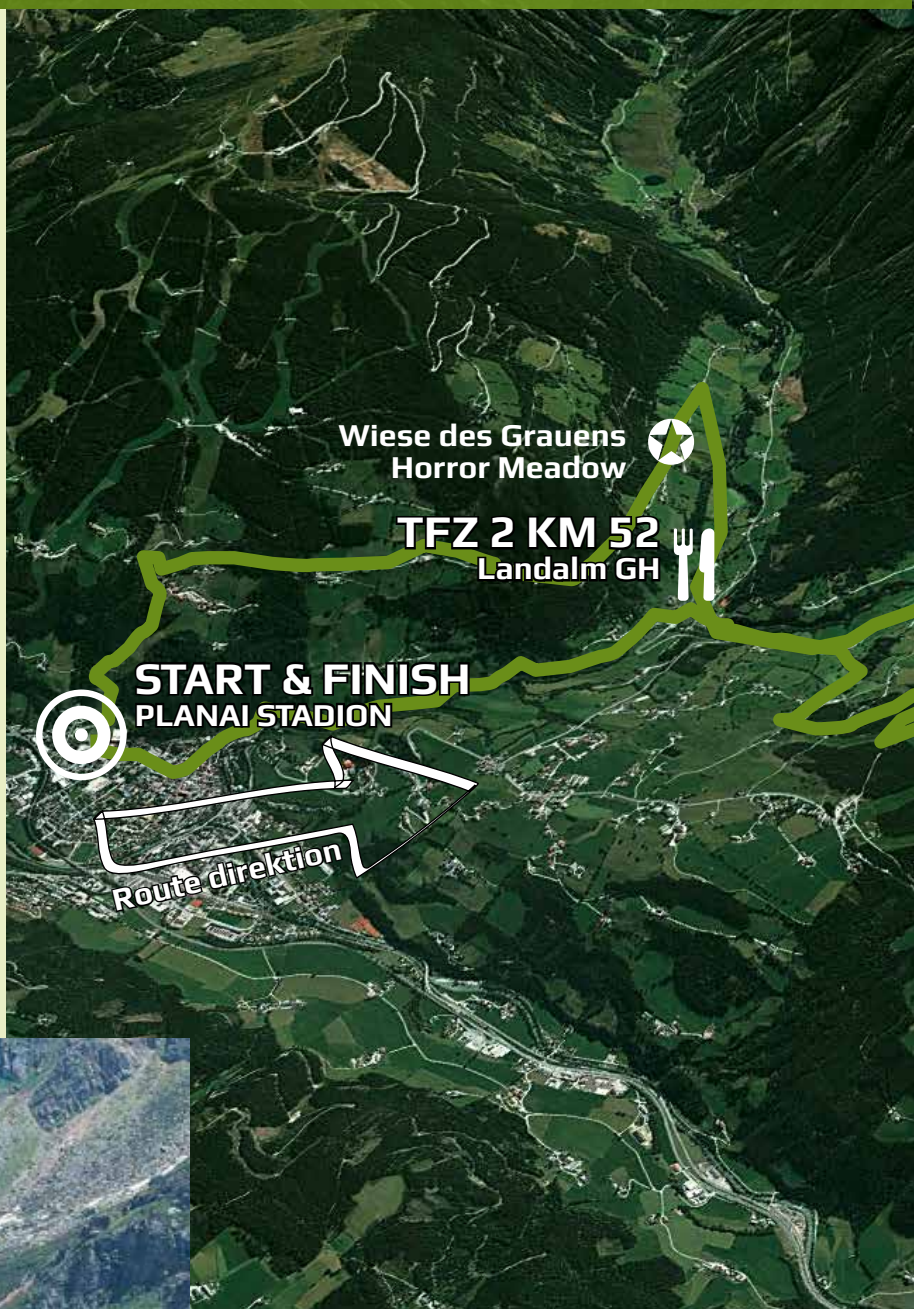 Wiese des Grauens
Horror Meadow
TFZ 2 KM 52
Landalm GH
START & FINISH
PLANAI STADION
Route direktion